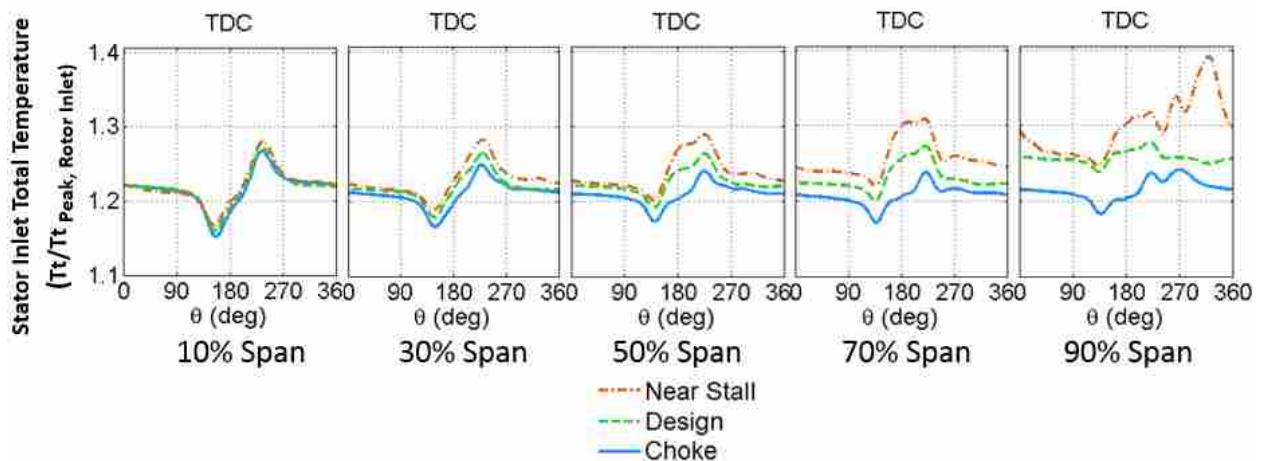 TDC TDC TDC TDC TDC
Stator Inlet Total Temperature
(Tt/Tt Peak, Rotor Inlet)
1.4
1.3
1.2
1.1
0 90 180 270 360 90 180 270 360 90 180 270 360 90 180 270 360 90 180 270 360
θ (deg) θ (deg) θ (deg) θ (deg) θ (deg)
10% Span 30% Span 50% Span 70% Span 90% Span
Near Stall
Design
Choke